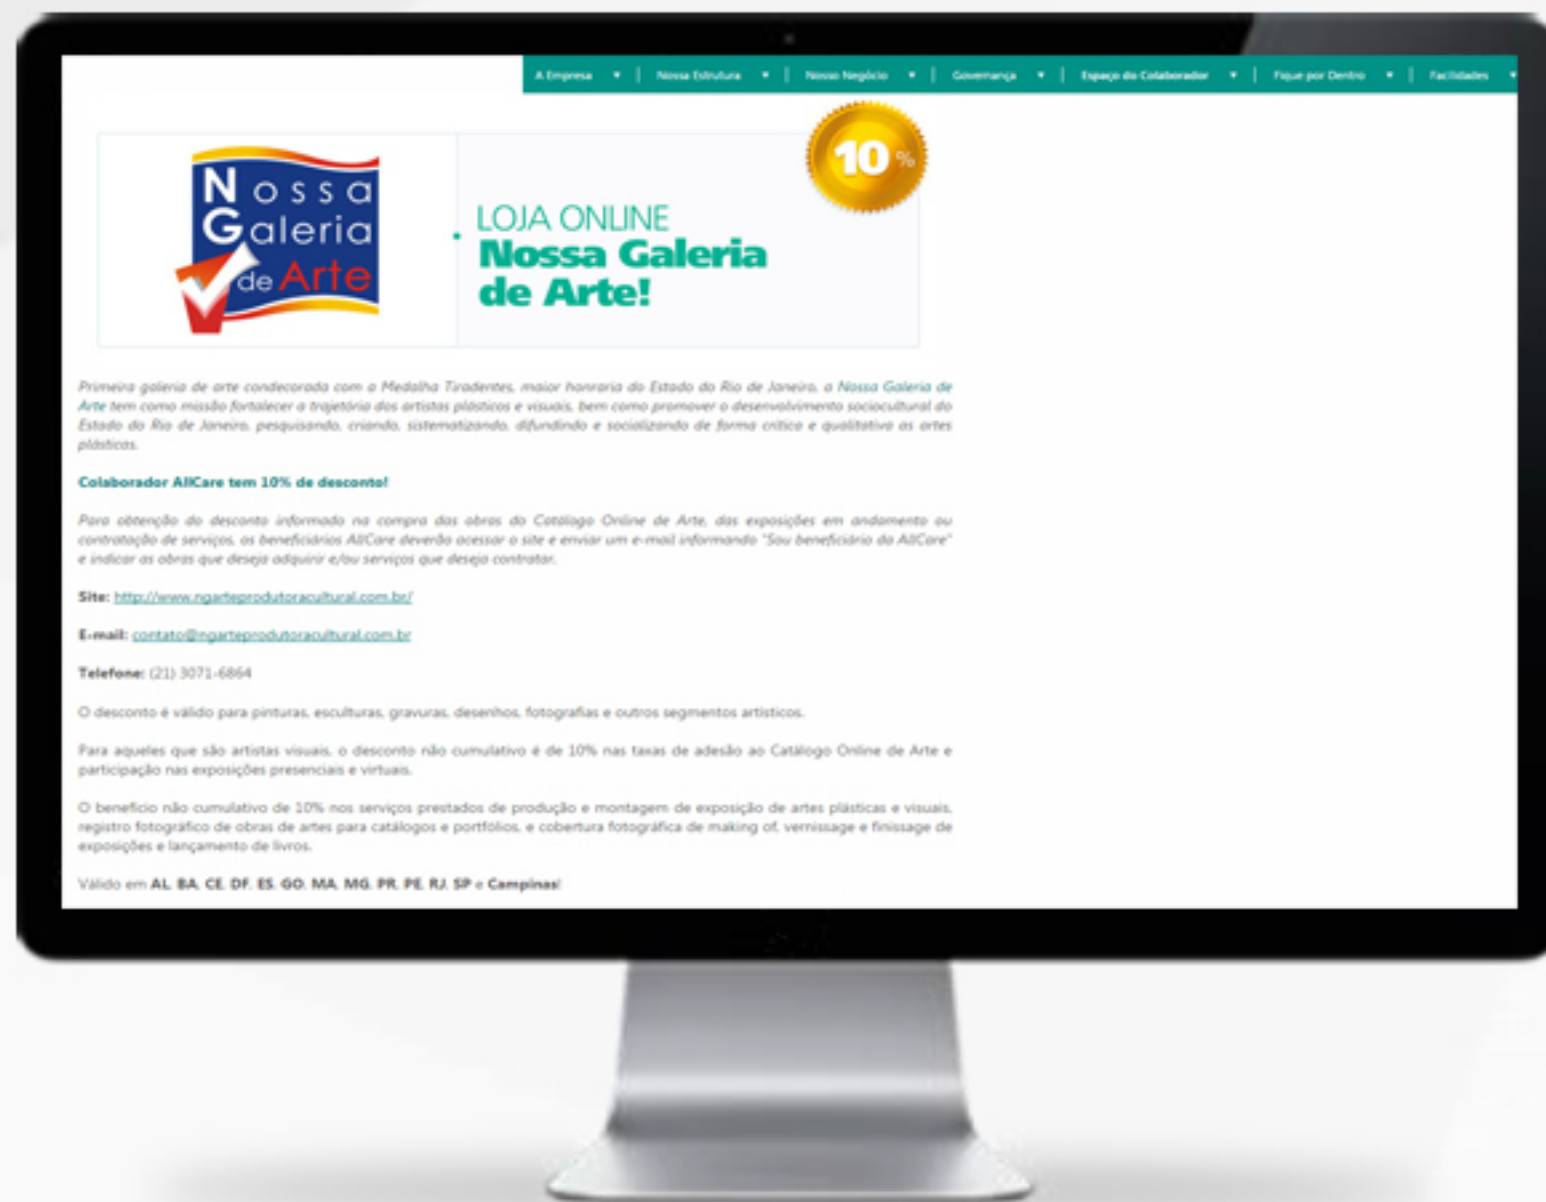 A Empresa ▼ | Nossa Estrutura ▼ | Nosso Negócio ▼ | Governança ▼ | Espaço do Colaborador ▼ | Fique por Dentro ▼ | Facilidades ▼
10 %
Nossa
Galeria
de Arte
LOJA ONLINE
Nossa Galeria
de Arte!
Primeira galeria de arte condecorada com a Medalha Tiradentes, maior honraria do Estado do Rio de Janeiro, a Nossa Galeria de
Arte tem como missão fortalecer a trajetória dos artistas plásticos e visuais, bem como promover o desenvolvimento sociocultural do
Estado do Rio de Janeiro, pesquisando, criando, sistematizando, difundindo e socializando de forma crítica e qualitativa as artes
plásticas.
Colaborador AllCare tem 10% de desconto!
Para obtenção do desconto informado na compra das obras do Catálogo Online de Arte, das exposições em andamento ou
contratação de serviços, os beneficiários AllCare deverão acessar o site e enviar um e-mail informando "Sou beneficiário da AllCare"
e indicar as obras que deseja adquirir e/ou serviços que deseja contratar.
Site: http://www.ngarteprodutoracultural.com.br/
E-mail: contato@ngarteprodutoracultural.com.br
Telefone: (21) 3071-6864
O desconto é válido para pinturas, esculturas, gravuras, desenhos, fotografias e outros segmentos artísticos.
Para aqueles que são artistas visuais, o desconto não cumulativo é de 10% nas taxas de adesão ao Catálogo Online de Arte e
participação nas exposições presenciais e virtuais.
O benefício não cumulativo de 10% nos serviços prestados de produção e montagem de exposição de artes plásticas e visuais,
registro fotográfico de obras de artes para catálogos e portfólios, e cobertura fotográfica de making of, vernissage e finissage de
exposições e lançamento de livros.
Válido em AL, BA, CE, DF, ES, GO, MA, MG, PR, PE, RJ, SP e Campinas!